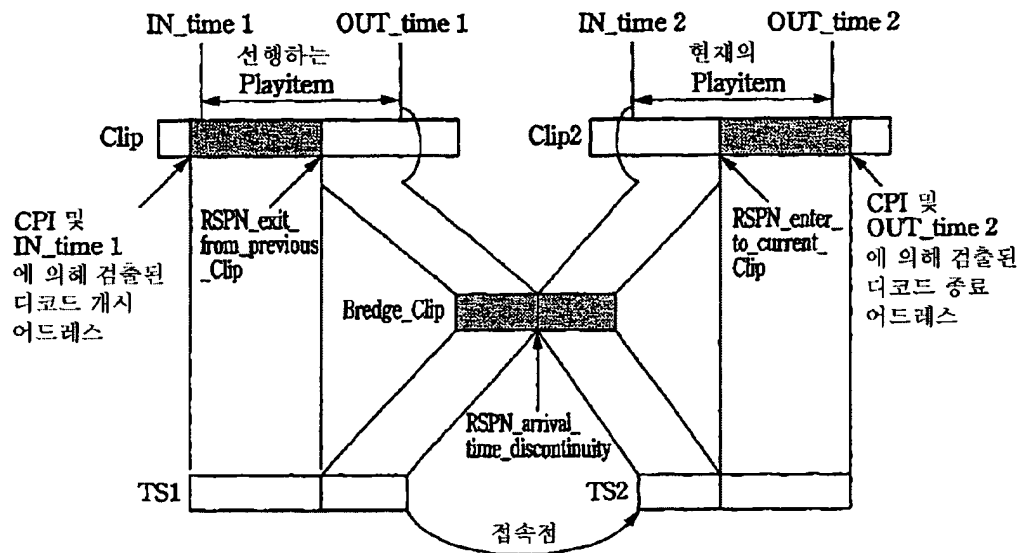 IN_time 1
OUT_time 1
IN_time 2
OUT_time 2
선행하는
Playitem
현재의
Playitem
Clip
Clip2
CPI 및
IN_time 1
에 의해 검출된
디코드 개시
어드레스
RSPN_exit_
from_previous
_Clip
RSPN_enter_
to_current_
Clip
CPI 및
OUT_time 2
에 의해 검출된
디코드 종료
어드레스
Bredge_Clip
RSPN_arrival_
time_discontinuity
TS1
TS2
접속점